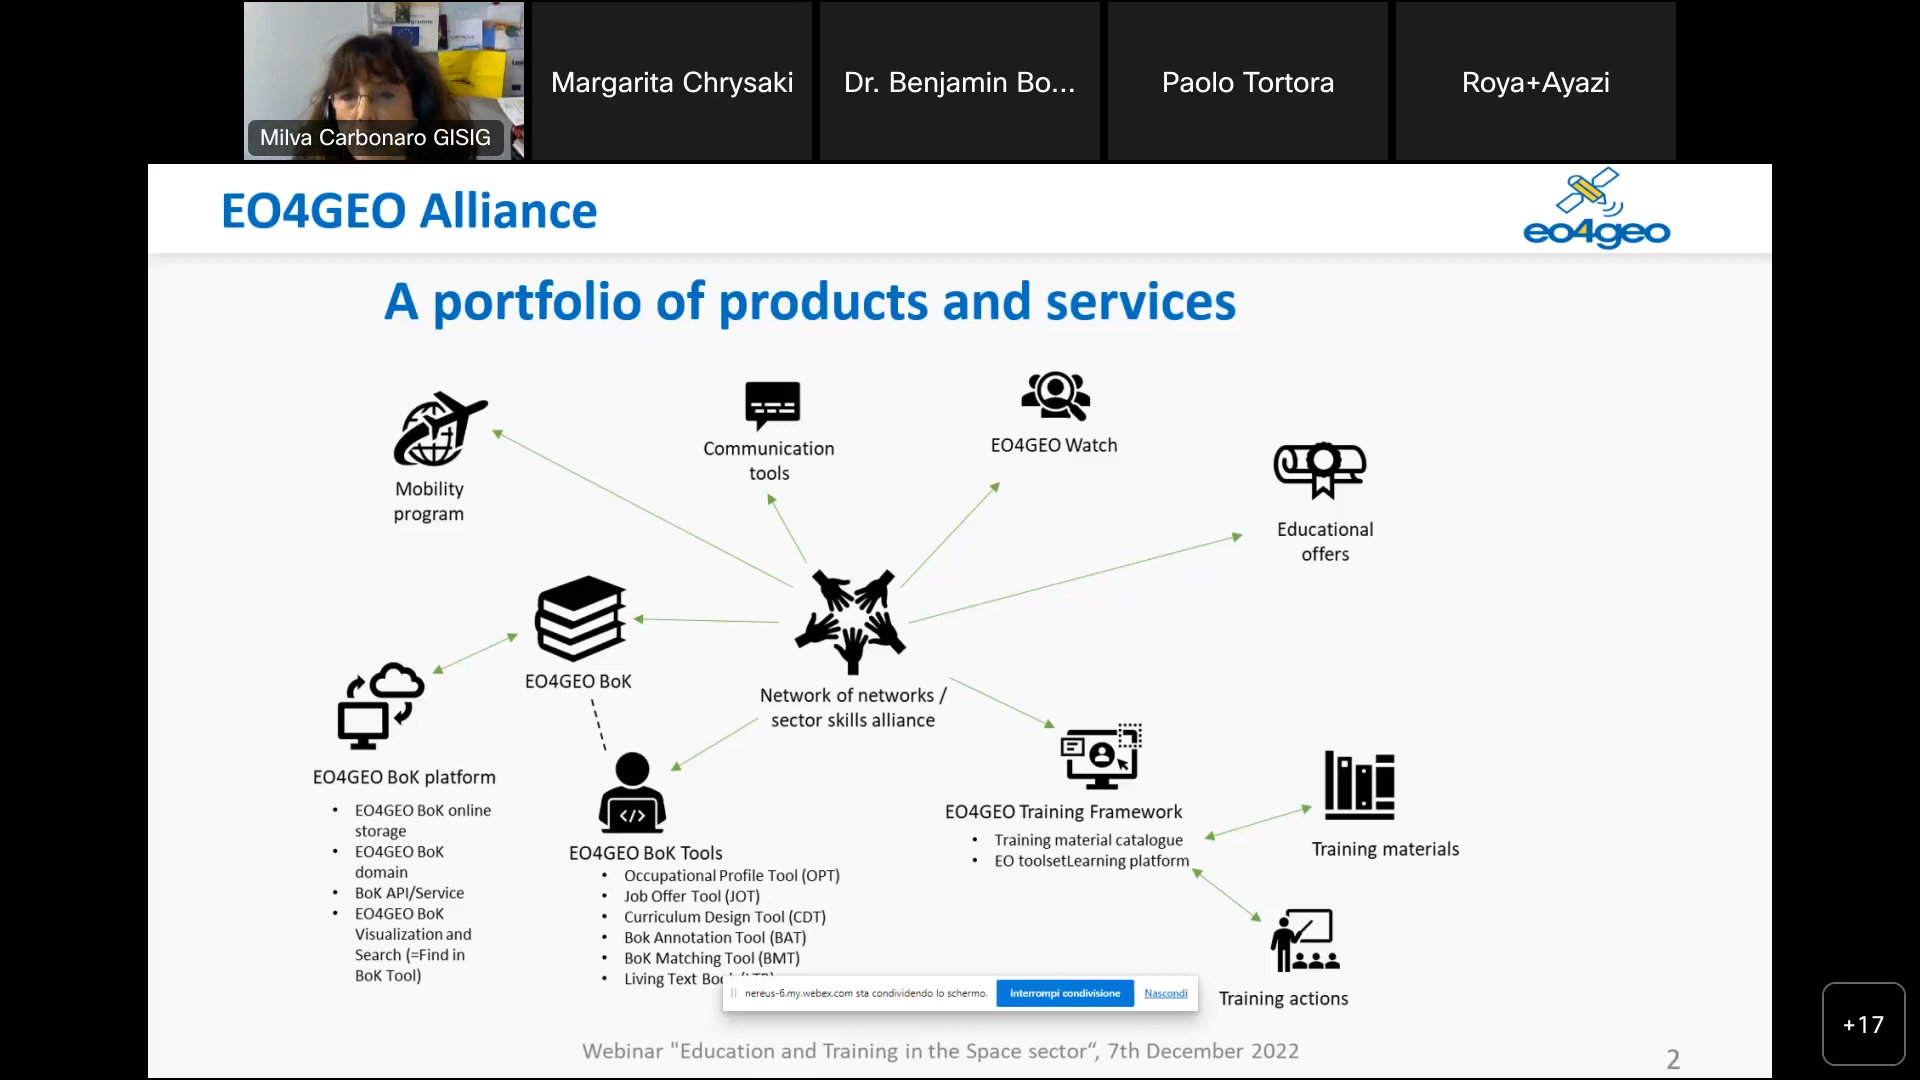 Milva Carbonaro GISIG
Margarita Chrysaki
Dr. Benjamin Bo...
Paolo Tortora
Roya+Ayazi
EO4GEO Alliance
eo4geo
A portfolio of products and services
Mobility
program
Communication
tools
EO4GEO Watch
Educational
offers
EO4GEO BoK
Network of networks /
sector skills alliance
EO4GEO BoK platform
• EO4GEO BoK online
storage
• EO4GEO BoK
domain
• BoK API/Service
• EO4GEO BoK
Visualization and
Search (=Find in
BoK Tool)
</>
EO4GEO BoK Tools
• Occupational Profile Tool (OPT)
• Job Offer Tool (JOT)
• Curriculum Design Tool (CDT)
• Bok Annotation Tool (BAT)
• BoK Matching Tool (BMT)
• Living Text
EO4GEO Training Framework
• Training material catalogue
• EO toolsetLearning platform
Training materials
Training actions
nereus-6.my.webex.com sta condividendo lo schermo.
Interrompi condivisione
Nascondi
Webinar "Education and Training in the Space sector“, 7th December 2022
2
+17